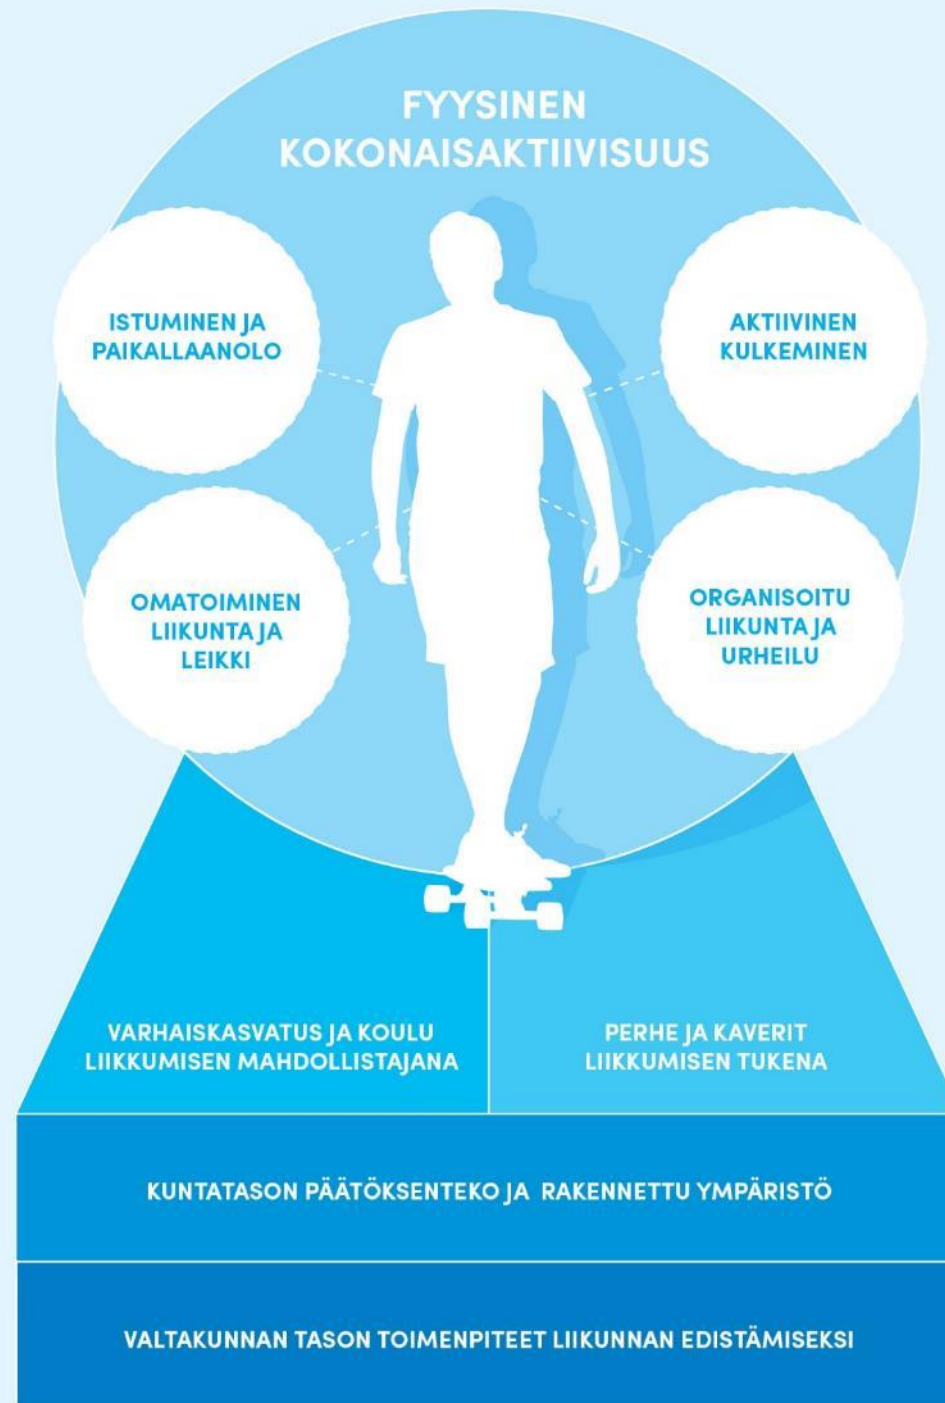 FYYSINEN
KOKONAISAKTIIVISUUS
ISTUMINEN JA
PAIKALLAANOLO
AKTIIVINEN
KULKEMINEN
OMATOIMINEN
LIIKUNTA JA
LEIKKI
ORGANISOITU
LIIKUNTA JA
URHEILU
VARHAISKASVATUS JA KOULU
LIIKKUMISEN MAHDOLLISTAJANA
PERHE JA KAVERIT
LIIKKUMISEN TUKENA
KUNTATASON PÄÄTÖKSENTEKO JA RAKENNETTU YMPÄRISTÖ
VALTAKUNNAN TASON TOIMENPITEET LIIKUNNAN EDISTÄMISEKSI